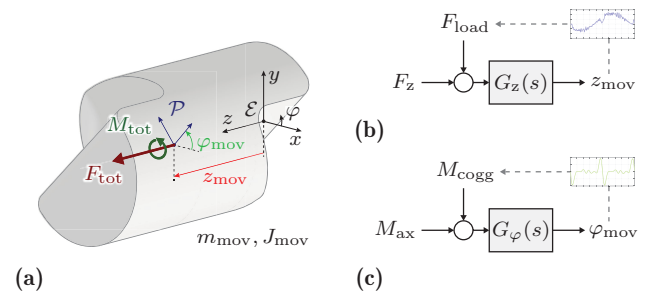 y
𝓔
φ
z
x
𝓟
M_tot
φ_mov
F_tot
z_mov
m_mov, J_mov
(a)
F_load
F_z
G_z(s)
z_mov
(b)
M_cogg
M_ax
G_φ(s)
φ_mov
(c)